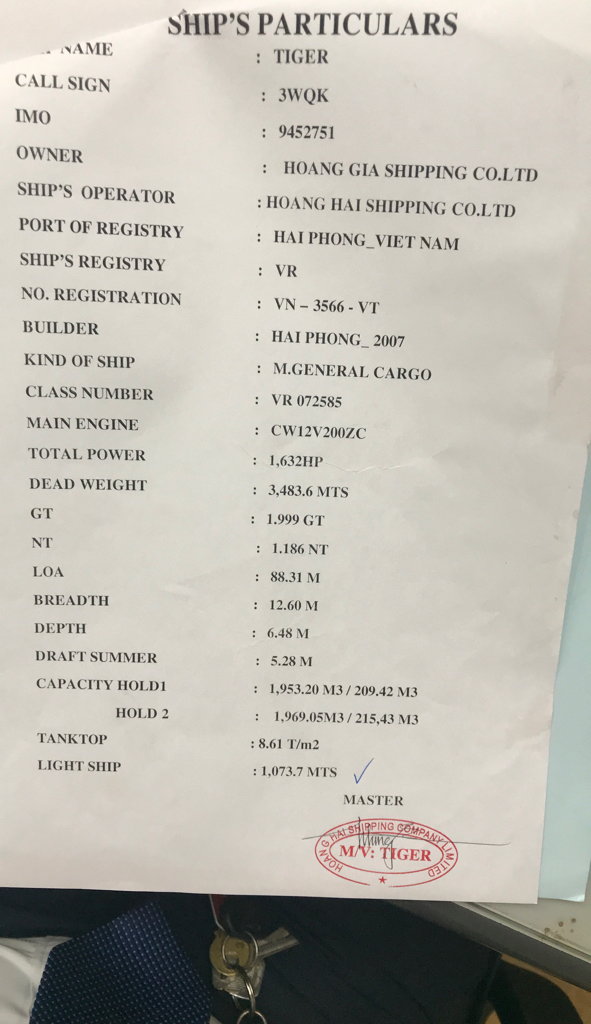 SHIP'S PARTICULARS
NAME : TIGER
CALL SIGN : 3WQK
IMO : 9452751
OWNER : HOANG GIA SHIPPING CO.LTD
SHIP'S OPERATOR : HOANG HAI SHIPPING CO.LTD
PORT OF REGISTRY : HAI PHONG_VIET NAM
SHIP'S REGISTRY : VR
NO. REGISTRATION : VN – 3566 - VT
BUILDER : HAI PHONG_ 2007
KIND OF SHIP : M.GENERAL CARGO
CLASS NUMBER : VR 072585
MAIN ENGINE : CW12V200ZC
TOTAL POWER : 1,632HP
DEAD WEIGHT : 3,483.6 MTS
GT : 1.999 GT
NT : 1.186 NT
LOA : 88.31 M
BREADTH : 12.60 M
DEPTH : 6.48 M
DRAFT SUMMER : 5.28 M
CAPACITY HOLD1 : 1,953.20 M3 / 209.42 M3
HOLD 2 : 1,969.05M3 / 215,43 M3
TANKTOP : 8.61 T/m2
LIGHT SHIP : 1,073.7 MTS
MASTER
HOANG HAI SHIPPING COMPANY LIMITED
M/V: TIGER